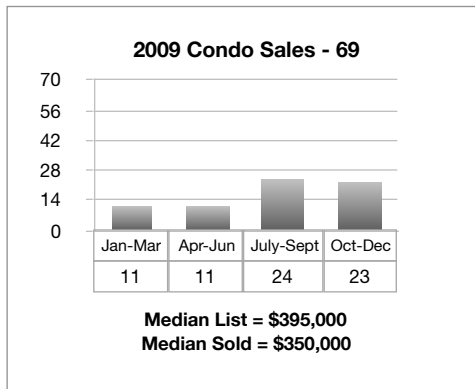 2009 Condo Sales - 69
70
56
42
28
14
0
Jan-Mar Apr-Jun July-Sept Oct-Dec
11 11 24 23
Median List = $395,000
Median Sold = $350,000